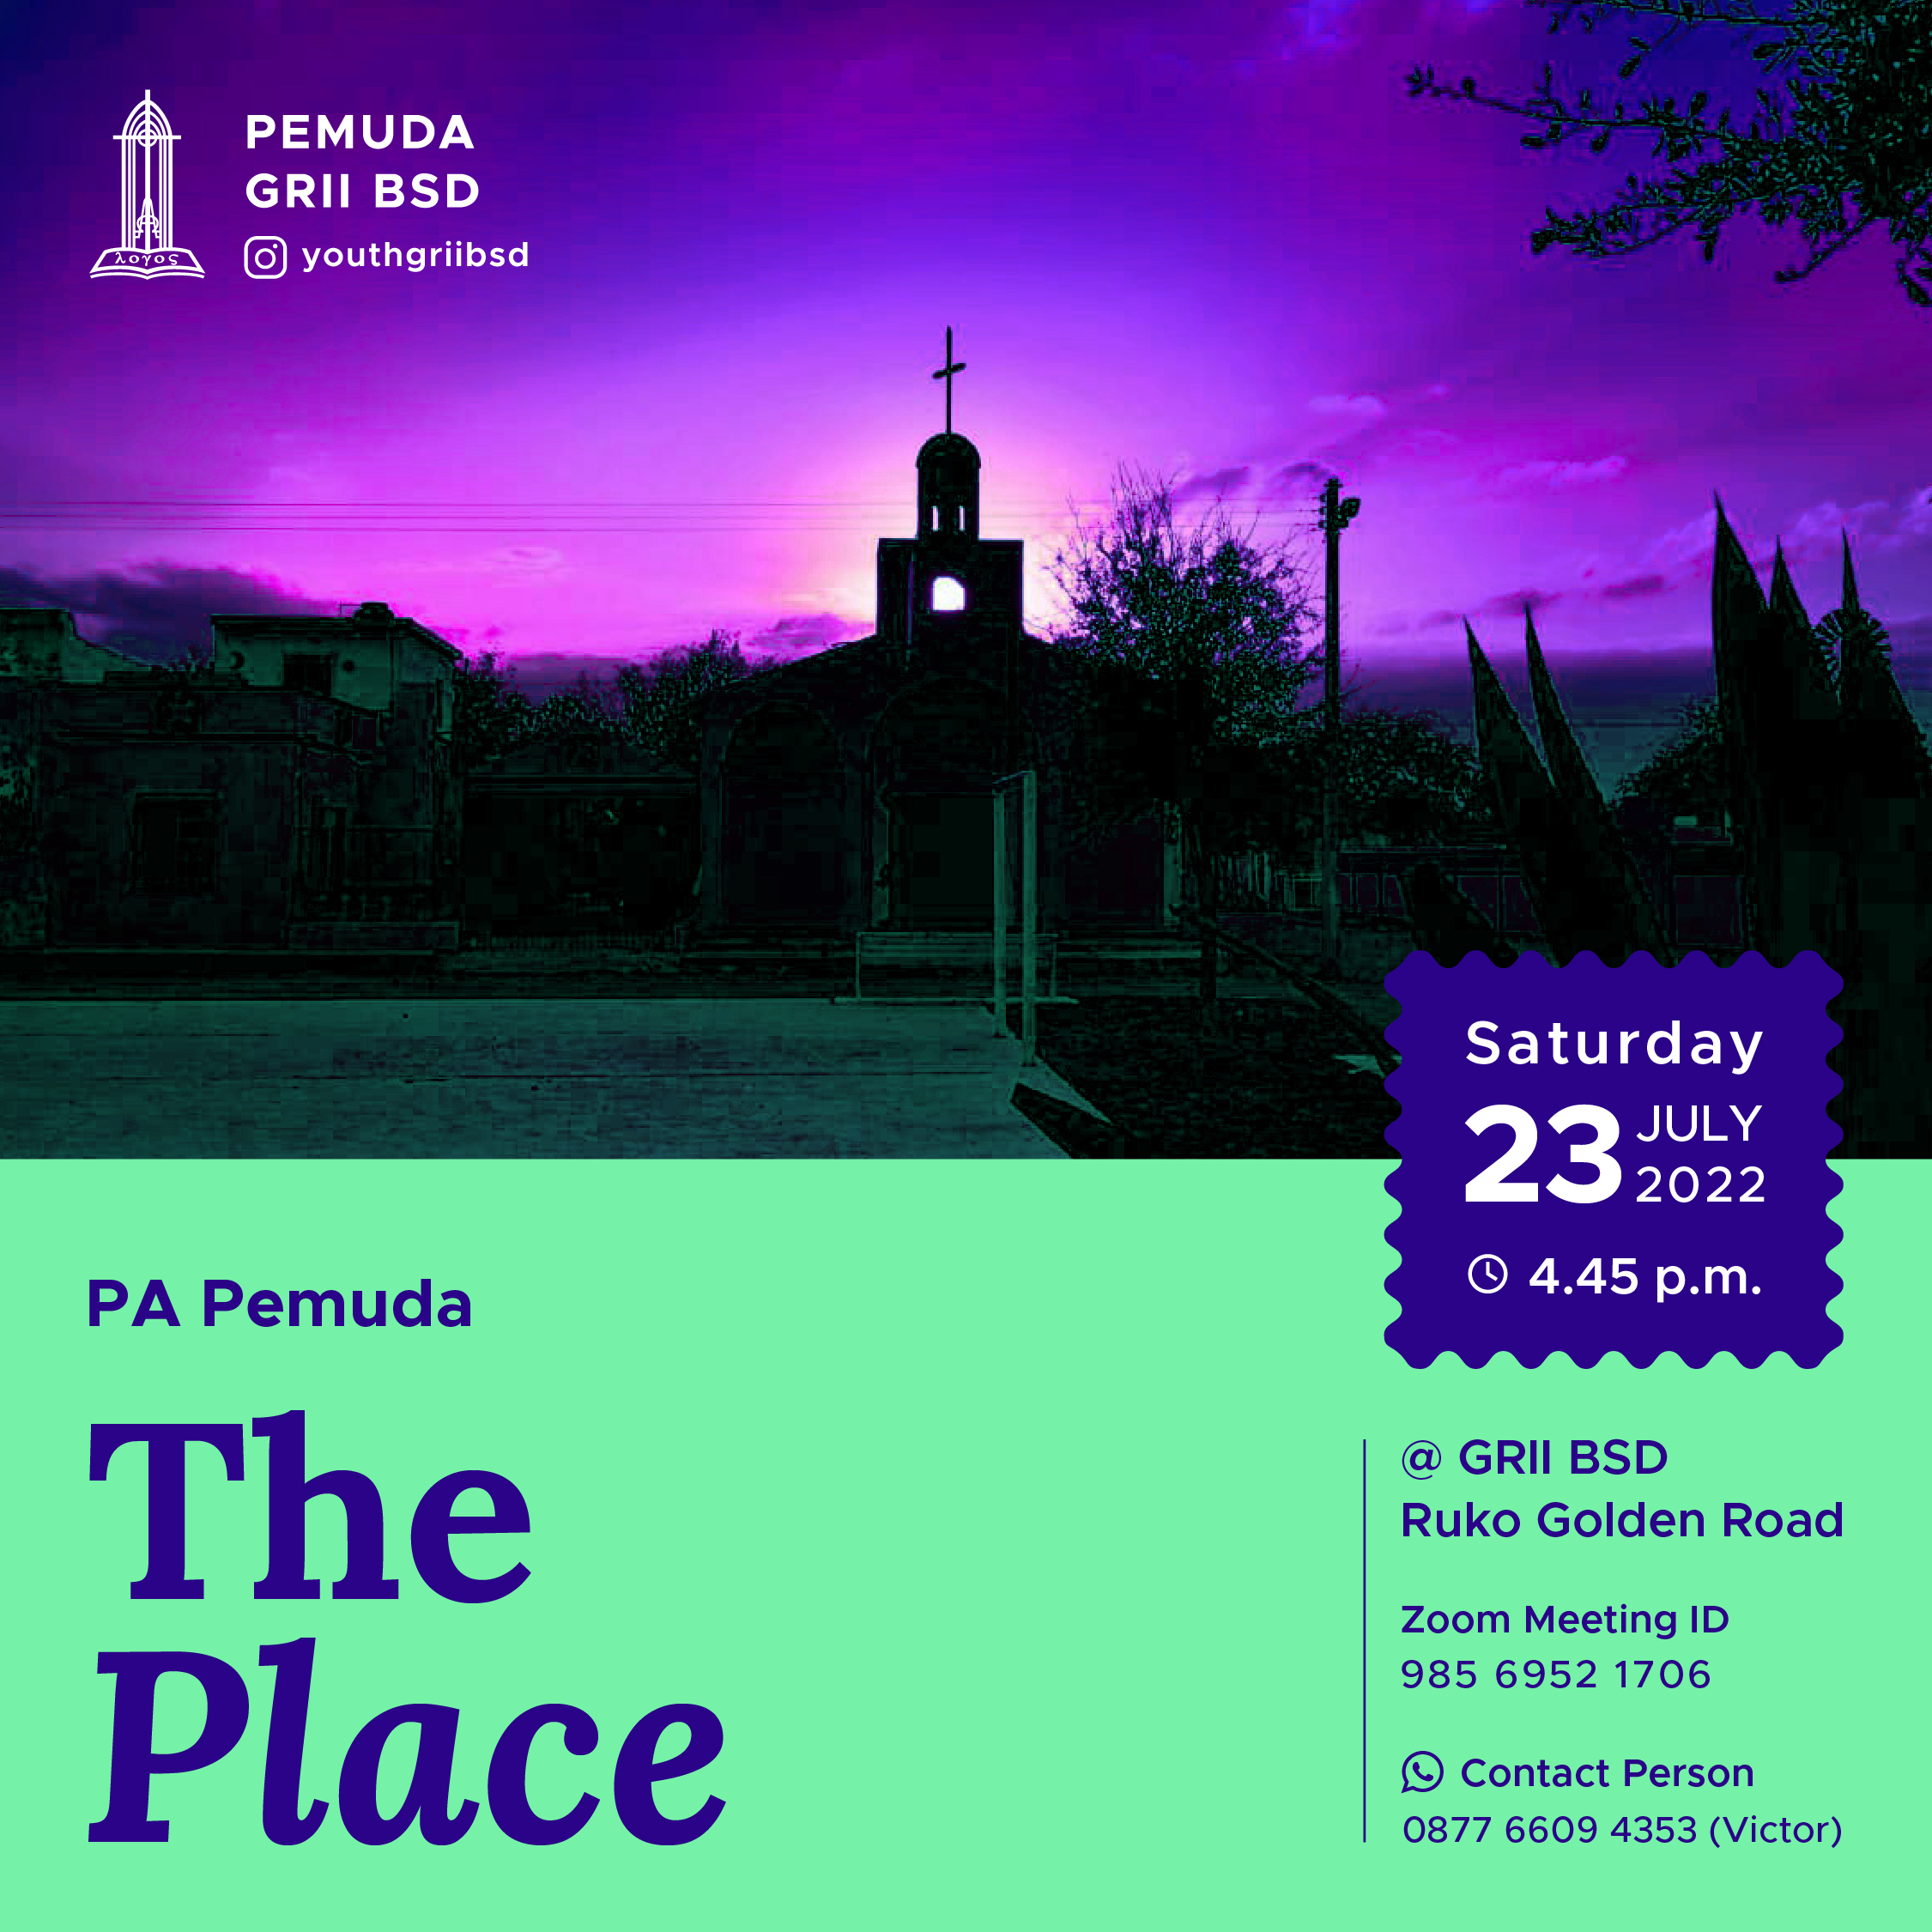 PEMUDA
GRII BSD
youthgriibsd
λογος
Saturday
23 JULY
2022
4.45 p.m.
PA Pemuda
The
Place
@ GRII BSD
Ruko Golden Road
Zoom Meeting ID
985 6952 1706
Contact Person
0877 6609 4353 (Victor)